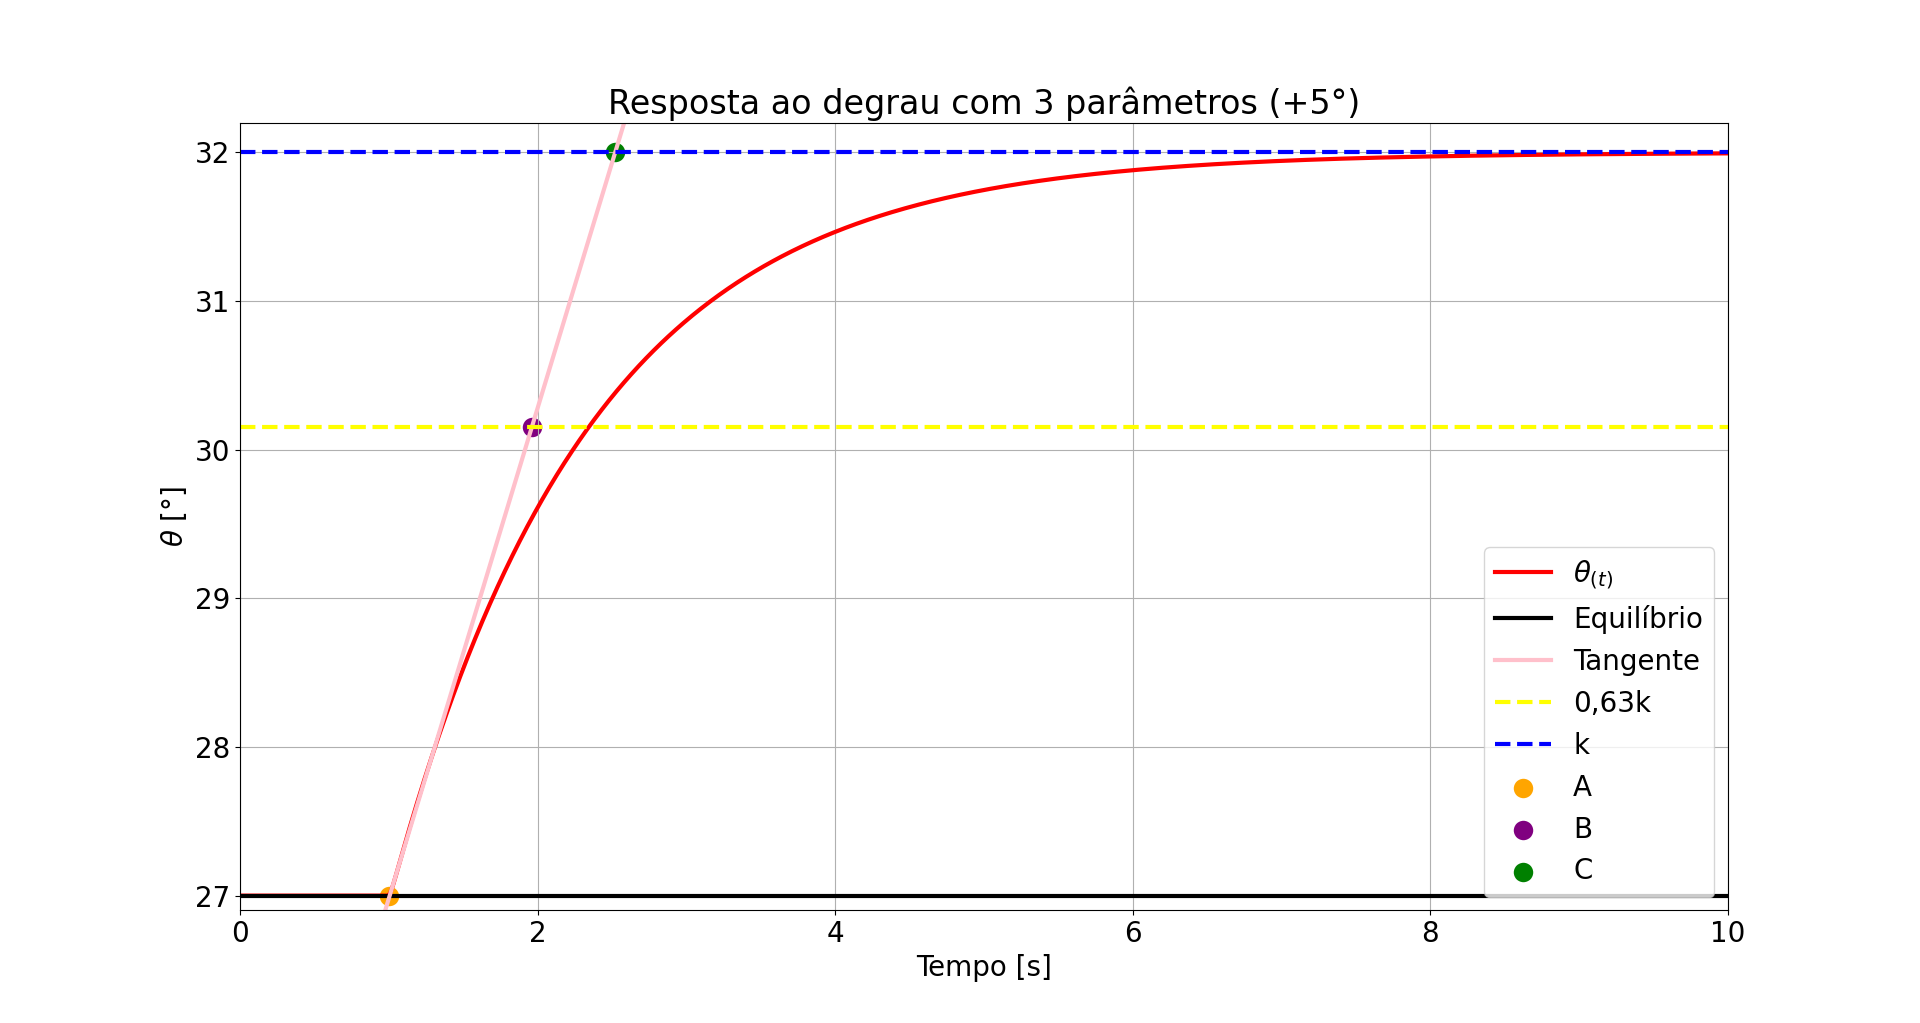 Resposta ao degrau com 3 parâmetros (+5°)
32
31
30
29
28
27
θ [°]
0 2 4 6 8 10
Tempo [s]
θ(t)
Equilíbrio
Tangente
0,63k
k
A
B
C